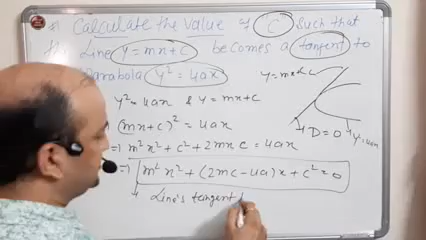 Calculate the value of C such that
the line y = mx + c becomes a tangent to
Parabola y² = 4ax
y = mx + c
y² = 4ax & y = mx + c
(mx + c)² = 4ax
D = 0
y² = 4ax
⇒ m²x² + c² + 2mxc = 4ax
⇒ m²x² + (2mc - 4a)x + c² = 0
Line's tangent